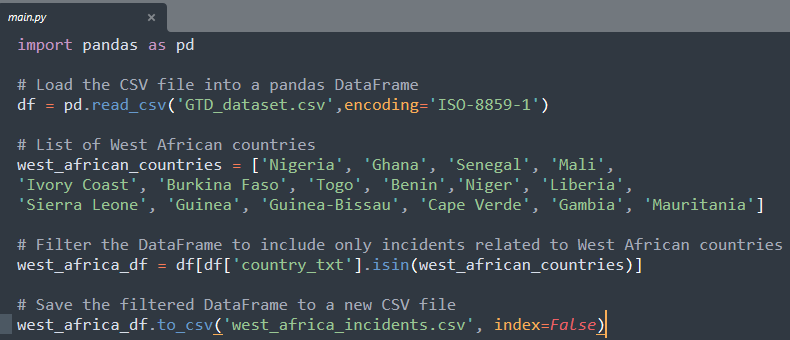 main.py ×
import pandas as pd
# Load the CSV file into a pandas DataFrame
df = pd.read_csv('GTD_dataset.csv',encoding='ISO-8859-1')
# List of West African countries
west_african_countries = ['Nigeria', 'Ghana', 'Senegal', 'Mali',
'Ivory Coast', 'Burkina Faso', 'Togo', 'Benin','Niger', 'Liberia',
'Sierra Leone', 'Guinea', 'Guinea-Bissau', 'Cape Verde', 'Gambia', 'Mauritania']
# Filter the DataFrame to include only incidents related to West African countries
west_africa_df = df[df['country_txt'].isin(west_african_countries)]
# Save the filtered DataFrame to a new CSV file
west_africa_df.to_csv('west_africa_incidents.csv', index=False)